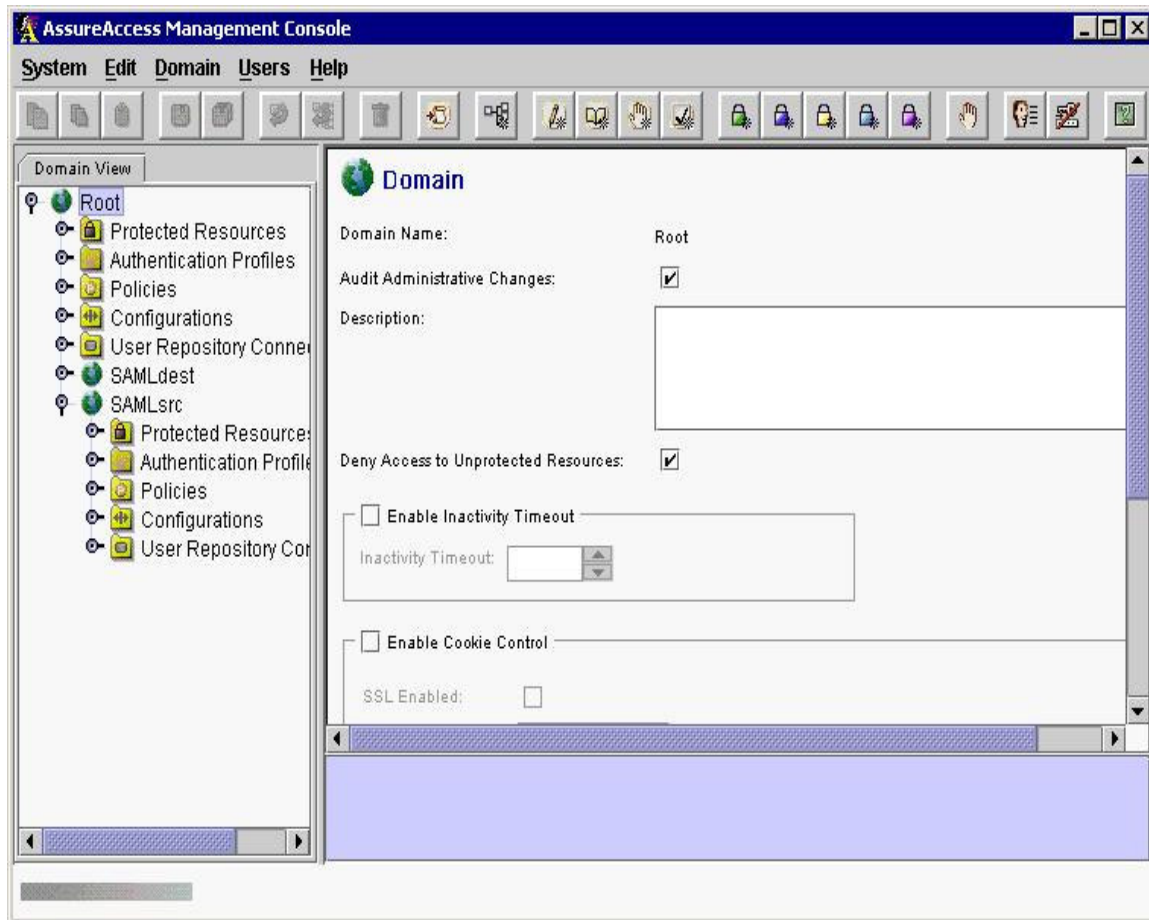 AssureAccess Management Console
System Edit Domain Users Help
Domain View
Root
Protected Resources
Authentication Profiles
Policies
Configurations
User Repository Connec
SAMLdest
SAMLsrc
Protected Resources
Authentication Profile
Policies
Configurations
User Repository Con
Domain
Domain Name: Root
Audit Administrative Changes:
Description:
Deny Access to Unprotected Resources:
Enable Inactivity Timeout
Inactivity Timeout:
Enable Cookie Control
SSL Enabled: